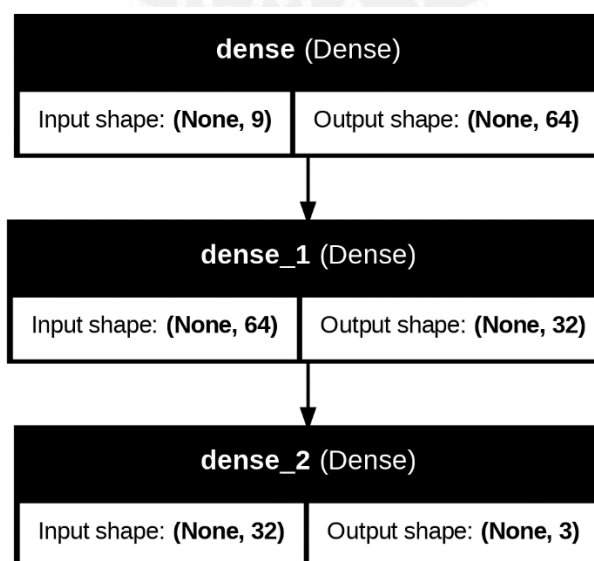 dense (Dense)
Input shape: (None, 9) Output shape: (None, 64)
dense_1 (Dense)
Input shape: (None, 64) Output shape: (None, 32)
dense_2 (Dense)
Input shape: (None, 32) Output shape: (None, 3)